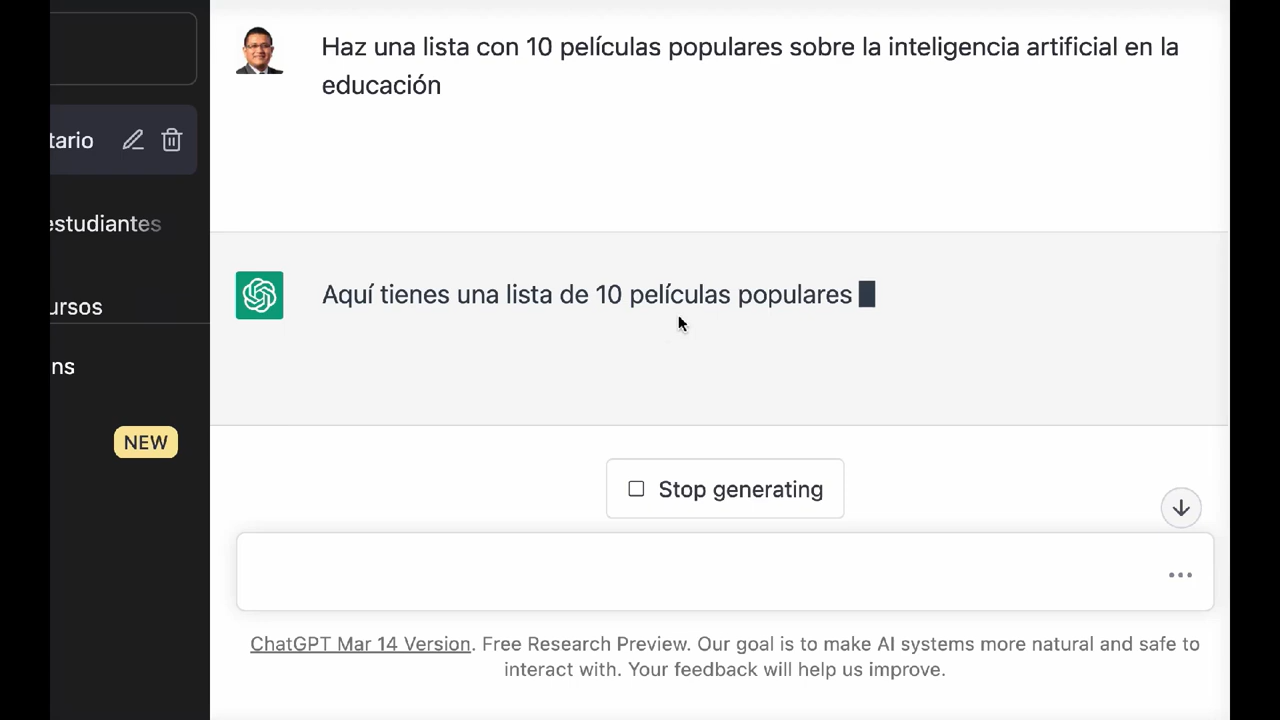 Haz una lista con 10 películas populares sobre la inteligencia artificial en la
educación
tario
estudiantes
Aquí tienes una lista de 10 películas populares
ursos
ns
NEW
Stop generating
ChatGPT Mar 14 Version. Free Research Preview. Our goal is to make AI systems more natural and safe to
interact with. Your feedback will help us improve.